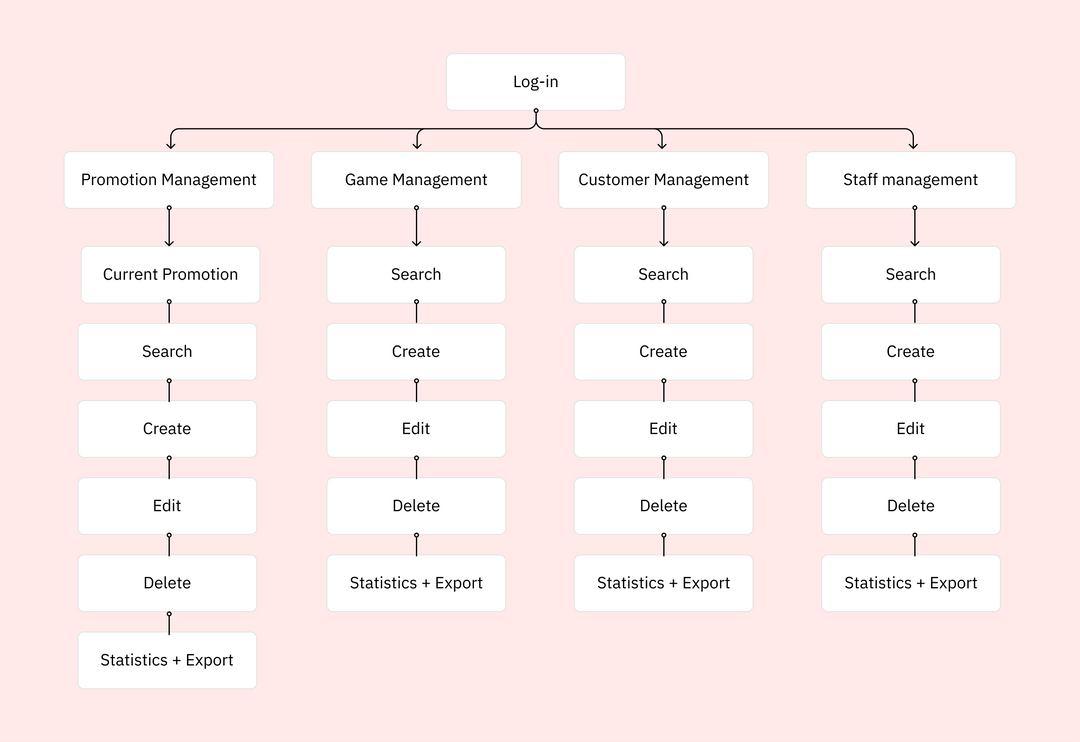 Log-in
Promotion Management
Game Management
Customer Management
Staff management
Current Promotion
Search
Search
Search
Search
Create
Create
Create
Create
Edit
Edit
Edit
Edit
Delete
Delete
Delete
Delete
Statistics + Export
Statistics + Export
Statistics + Export
Statistics + Export